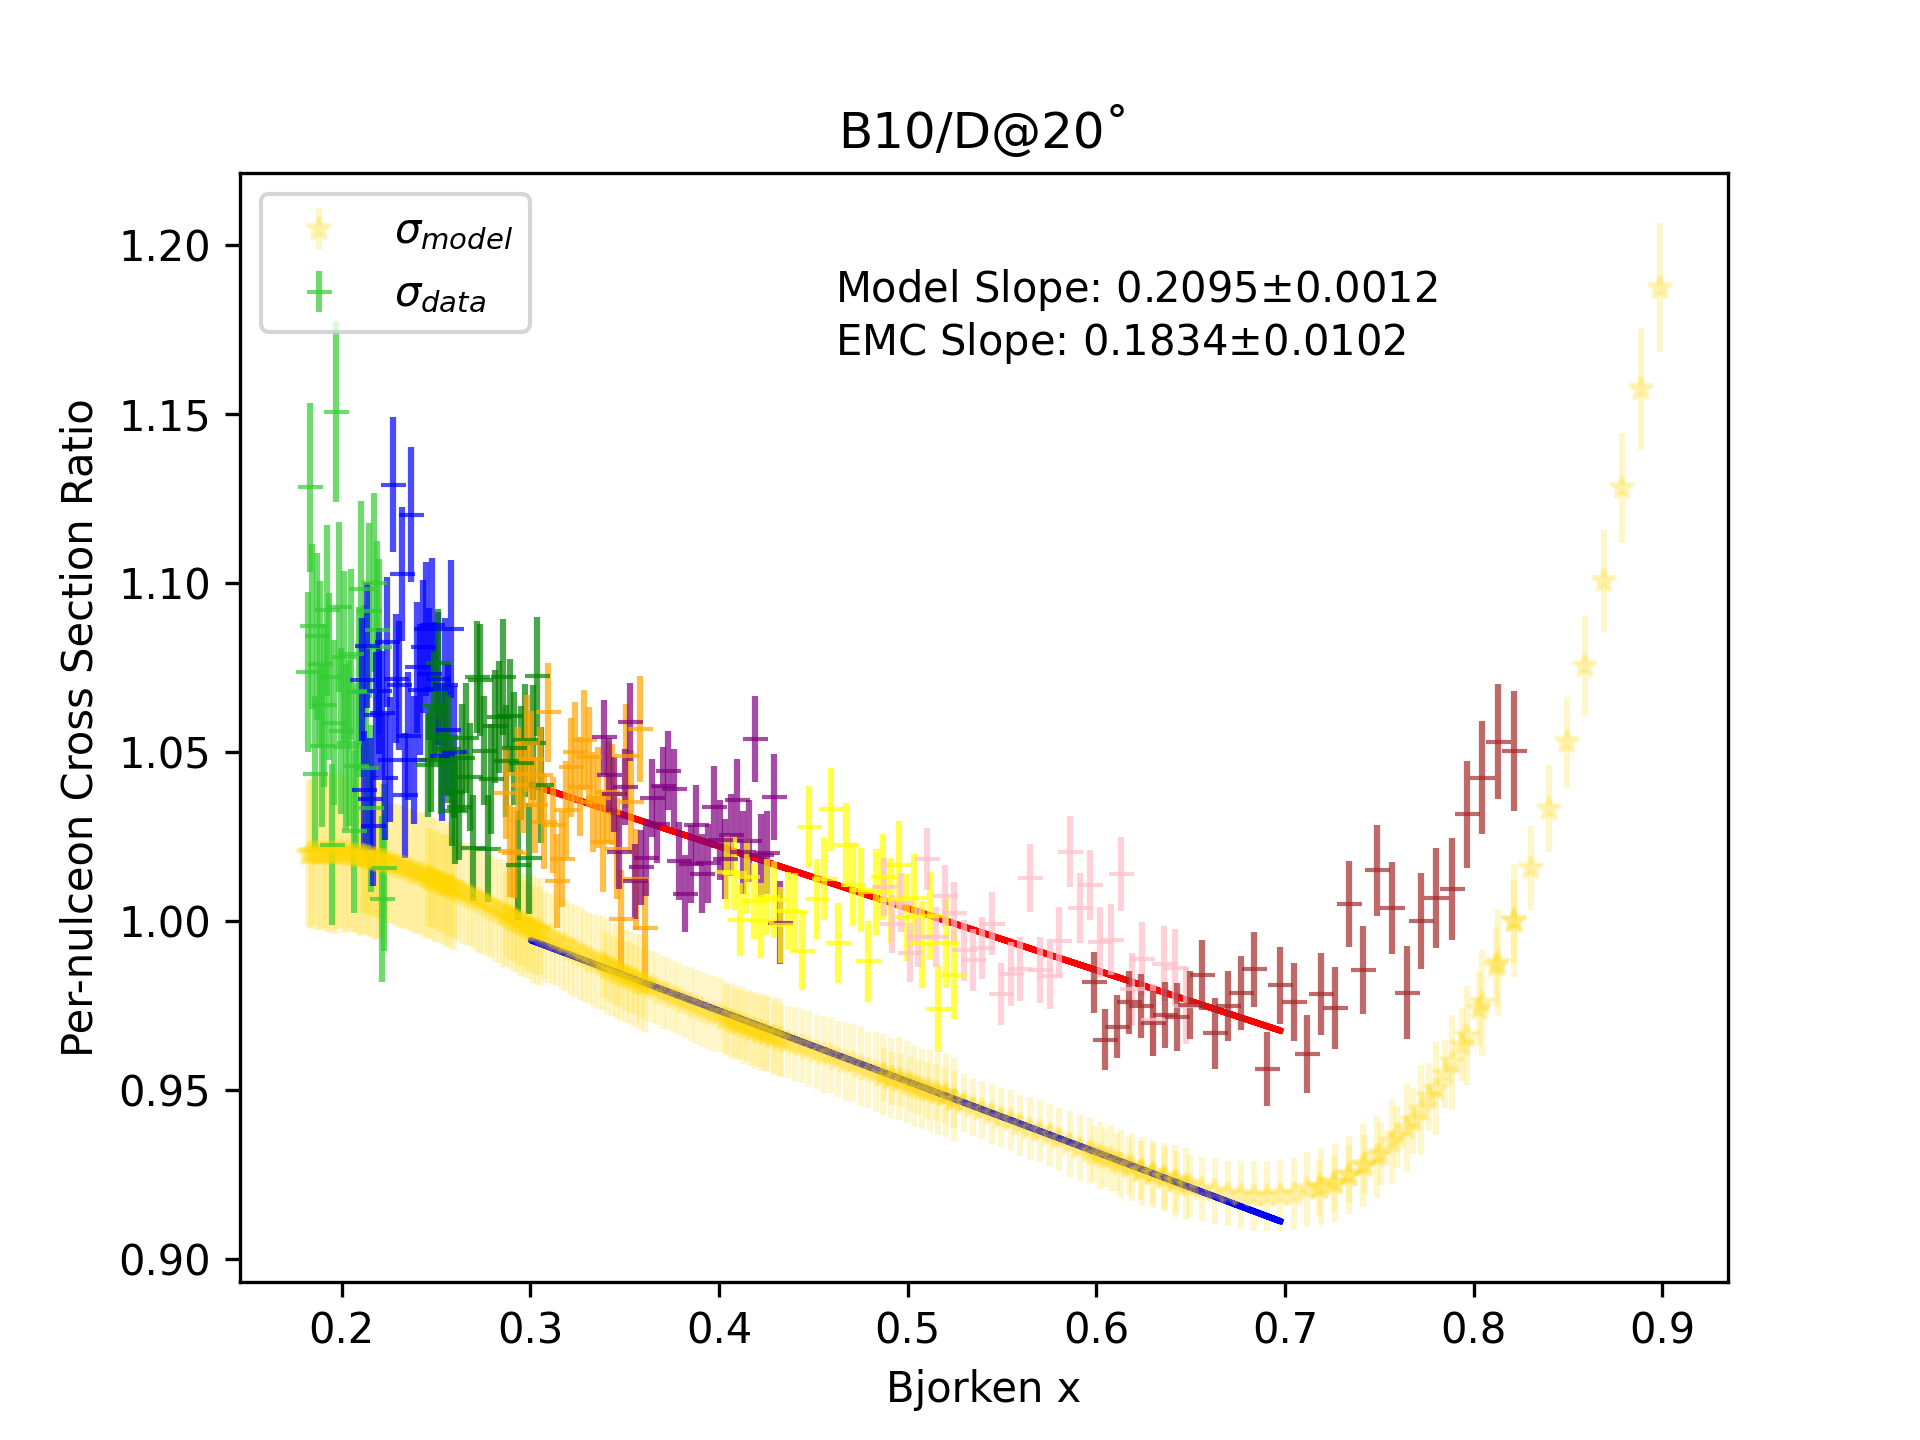 B10/D@20˚
σmodel
σdata
Model Slope: 0.2095±0.0012
EMC Slope: 0.1834±0.0102
Per-nulceon Cross Section Ratio
1.20
1.15
1.10
1.05
1.00
0.95
0.90
0.2 0.3 0.4 0.5 0.6 0.7 0.8 0.9
Bjorken x